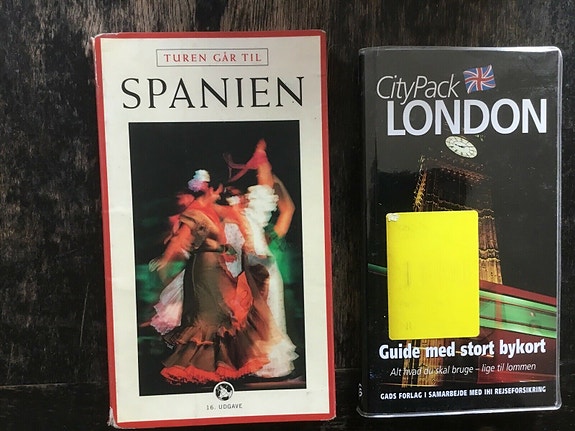 TUREN GÅR TIL
SPANIEN
16. UDGAVE
CityPack
LONDON
Guide med stort bykort
Alt hvad du skal bruge – lige til lommen
GADS FORLAG I SAMARBEJDE MED IHI REJSEFORSIKRING